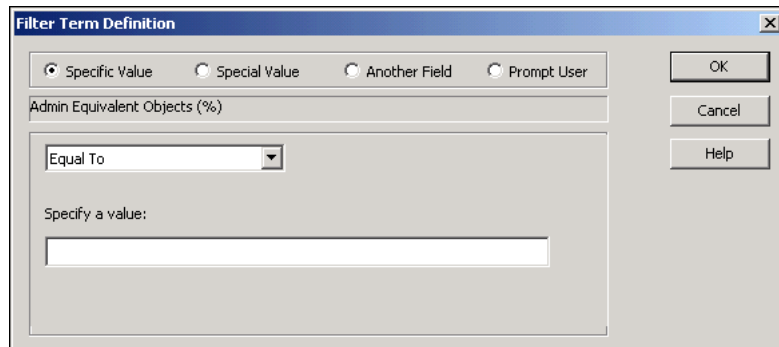 Filter Term Definition
Specific Value Special Value Another Field Prompt User
OK
Admin Equivalent Objects (%)
Cancel
Equal To
Help
Specify a value: